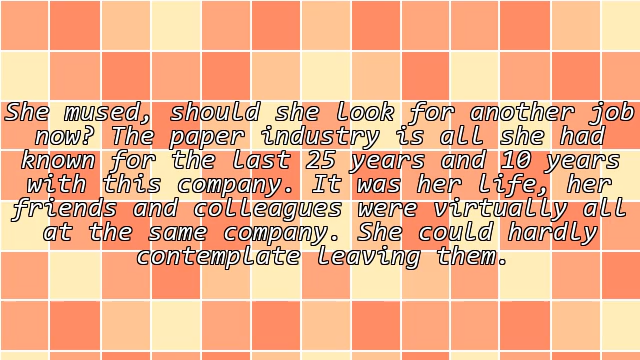 She mused, should she look for another job
now? The paper industry is all she had
known for the last 25 years and 10 years
with this company. It was her life, her
friends and colleagues were virtually all
at the same company. She could hardly
contemplate leaving them.